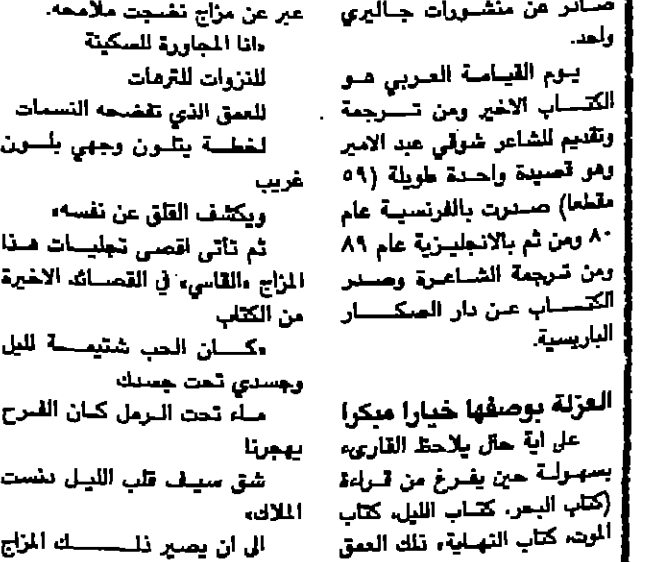 صادر عن منشورات جاليري
واحد.
يوم القيامة العربي هو
الكتاب الاخير ومن ترجمة
وتقديم للشاعر شوقي عبد الامير
وهو قصيدة واحدة طويلة (٥٩
مقطعا) صدرت بالفرنسية عام
٨٠ ومن ثم بالانجليزية عام ٨٩
ومن ترجمة الشاعرة وصدر
الكتاب عن دار الصكار
الباريسية.
العزلة بوصفها خيارا مبكرا
على اية حال يلاحظ القارىء
بسهولة حين يفرغ من قراءة
(كتاب البحر. كتاب الليل، كتاب
الموت، كتاب النهاية، تلك العمق
عبر عن مزاج نضجت ملامحه.
«انا المجاورة للسكينة
للنزوات للترهات
للعمق الذي تفضحه النسمات
لحظة يتلون وجهي بلون
غريب
ويكشف القلق عن نفسه»
ثم تأتى اقصى تجليات هذا
المزاج «القاسي» في القصائد الاخيرة
من الكتاب
«كان الحب شتيمة لليل
وجسدي تحت جسدك
ماء تحت الرمل كان الفرح
يهجرنا
شق سيف قلب الليل دنست
الملاك»
الى ان يصير ذلك المزاج